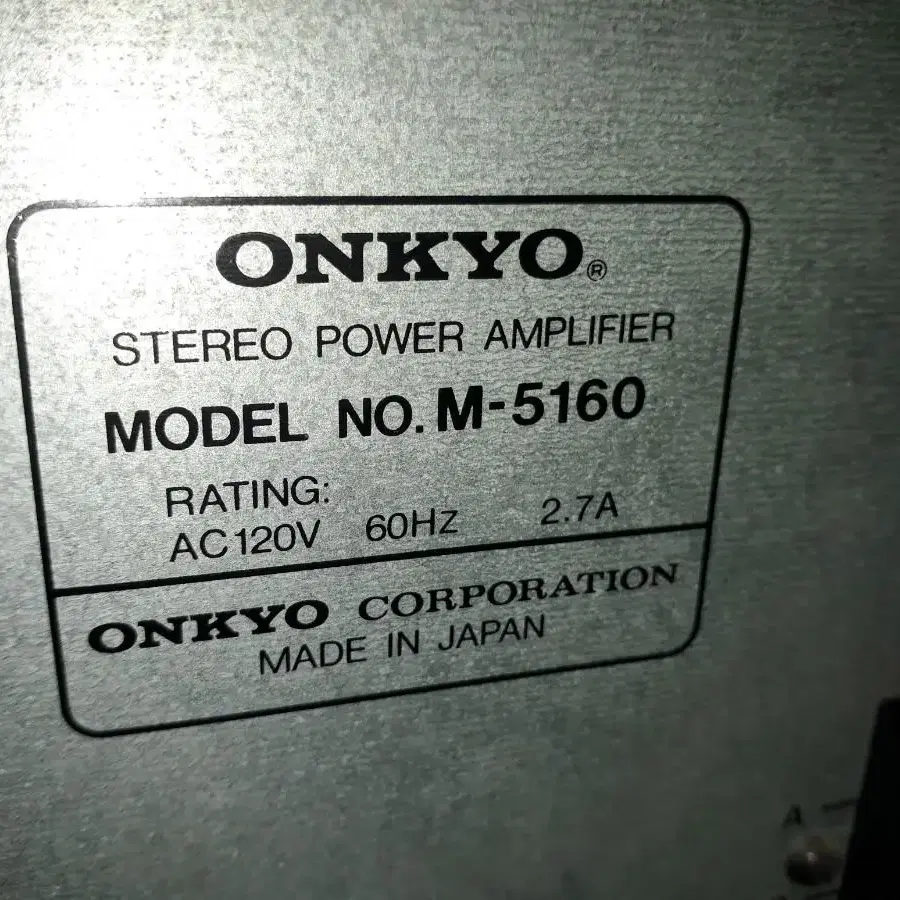 ONKYO®
STEREO POWER AMPLIFIER
MODEL NO. M-5160
RATING:
AC120V 60Hz 2.7A
ONKYO CORPORATION
MADE IN JAPAN
A